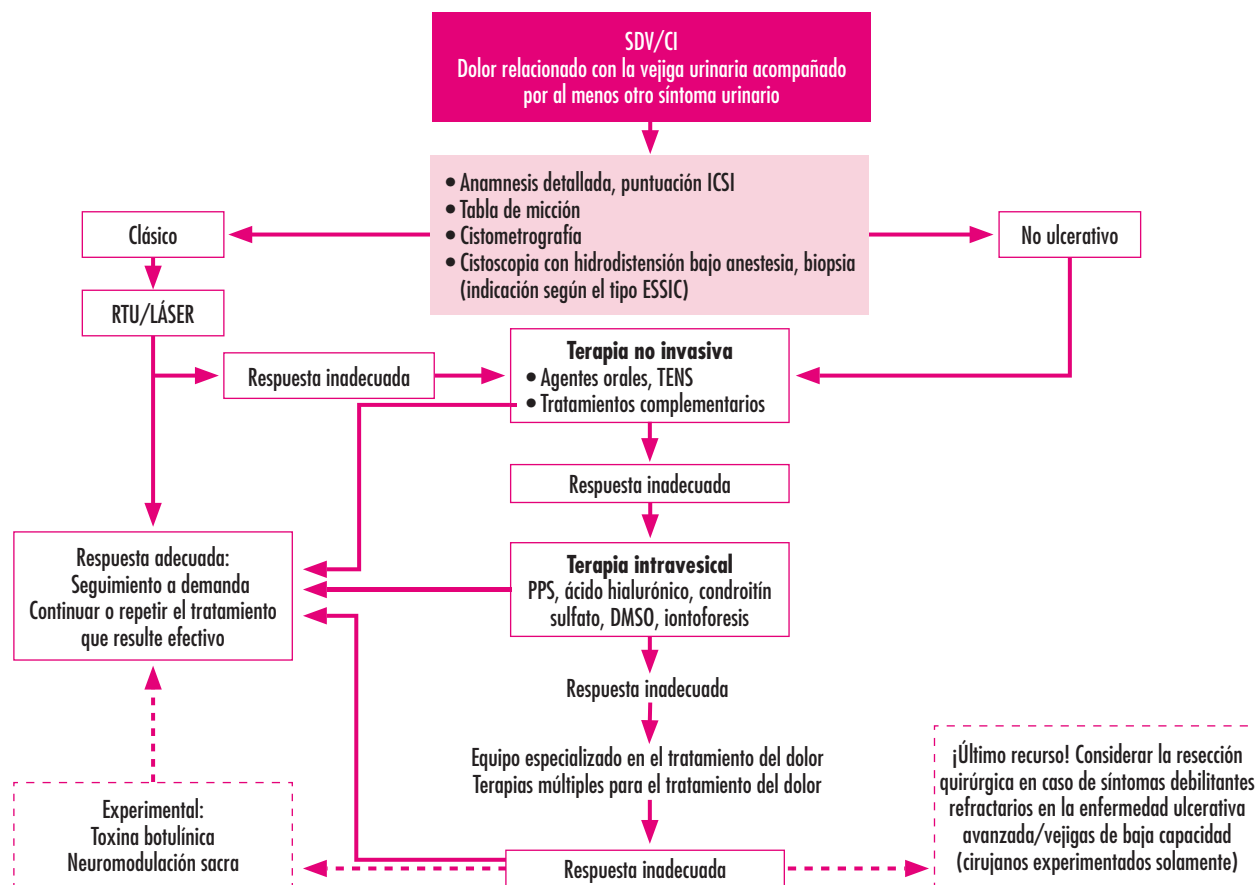 SDV/CI
Dolor relacionado con la vejiga urinaria acompañado
por al menos otro síntoma urinario
• Anamnesis detallada, puntuación ICSI
• Tabla de micción
• Cistometrografía
• Cistoscopia con hidrodistensión bajo anestesia, biopsia
(indicación según el tipo ESSIC)
Clásico
No ulcerativo
RTU/LÁSER
Respuesta inadecuada
Terapia no invasiva
• Agentes orales, TENS
• Tratamientos complementarios
Respuesta inadecuada
Respuesta adecuada:
Seguimiento a demanda
Continuar o repetir el tratamiento
que resulte efectivo
Terapia intravesical
PPS, ácido hialurónico, condroitín
sulfato, DMSO, iontoforesis
Respuesta inadecuada
Equipo especializado en el tratamiento del dolor
Terapias múltiples para el tratamiento del dolor
Experimental:
Toxina botulínica
Neuromodulación sacra
Respuesta inadecuada
¡Último recurso! Considerar la resección
quirúrgica en caso de síntomas debilitantes
refractarios en la enfermedad ulcerativa
avanzada/vejigas de baja capacidad
(cirujanos experimentados solamente)